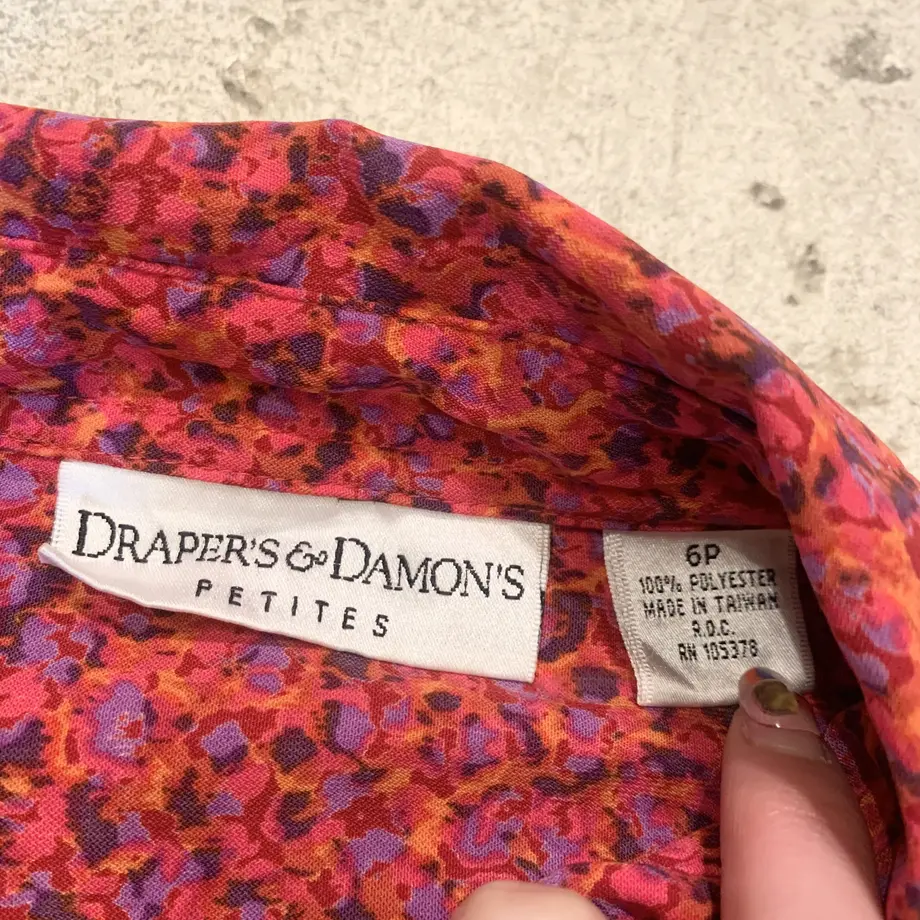 DRAPER'S & DAMON'S
PETITES
6P
100% POLYESTER
MADE IN TAIWAN
R.O.C.
RN 105378